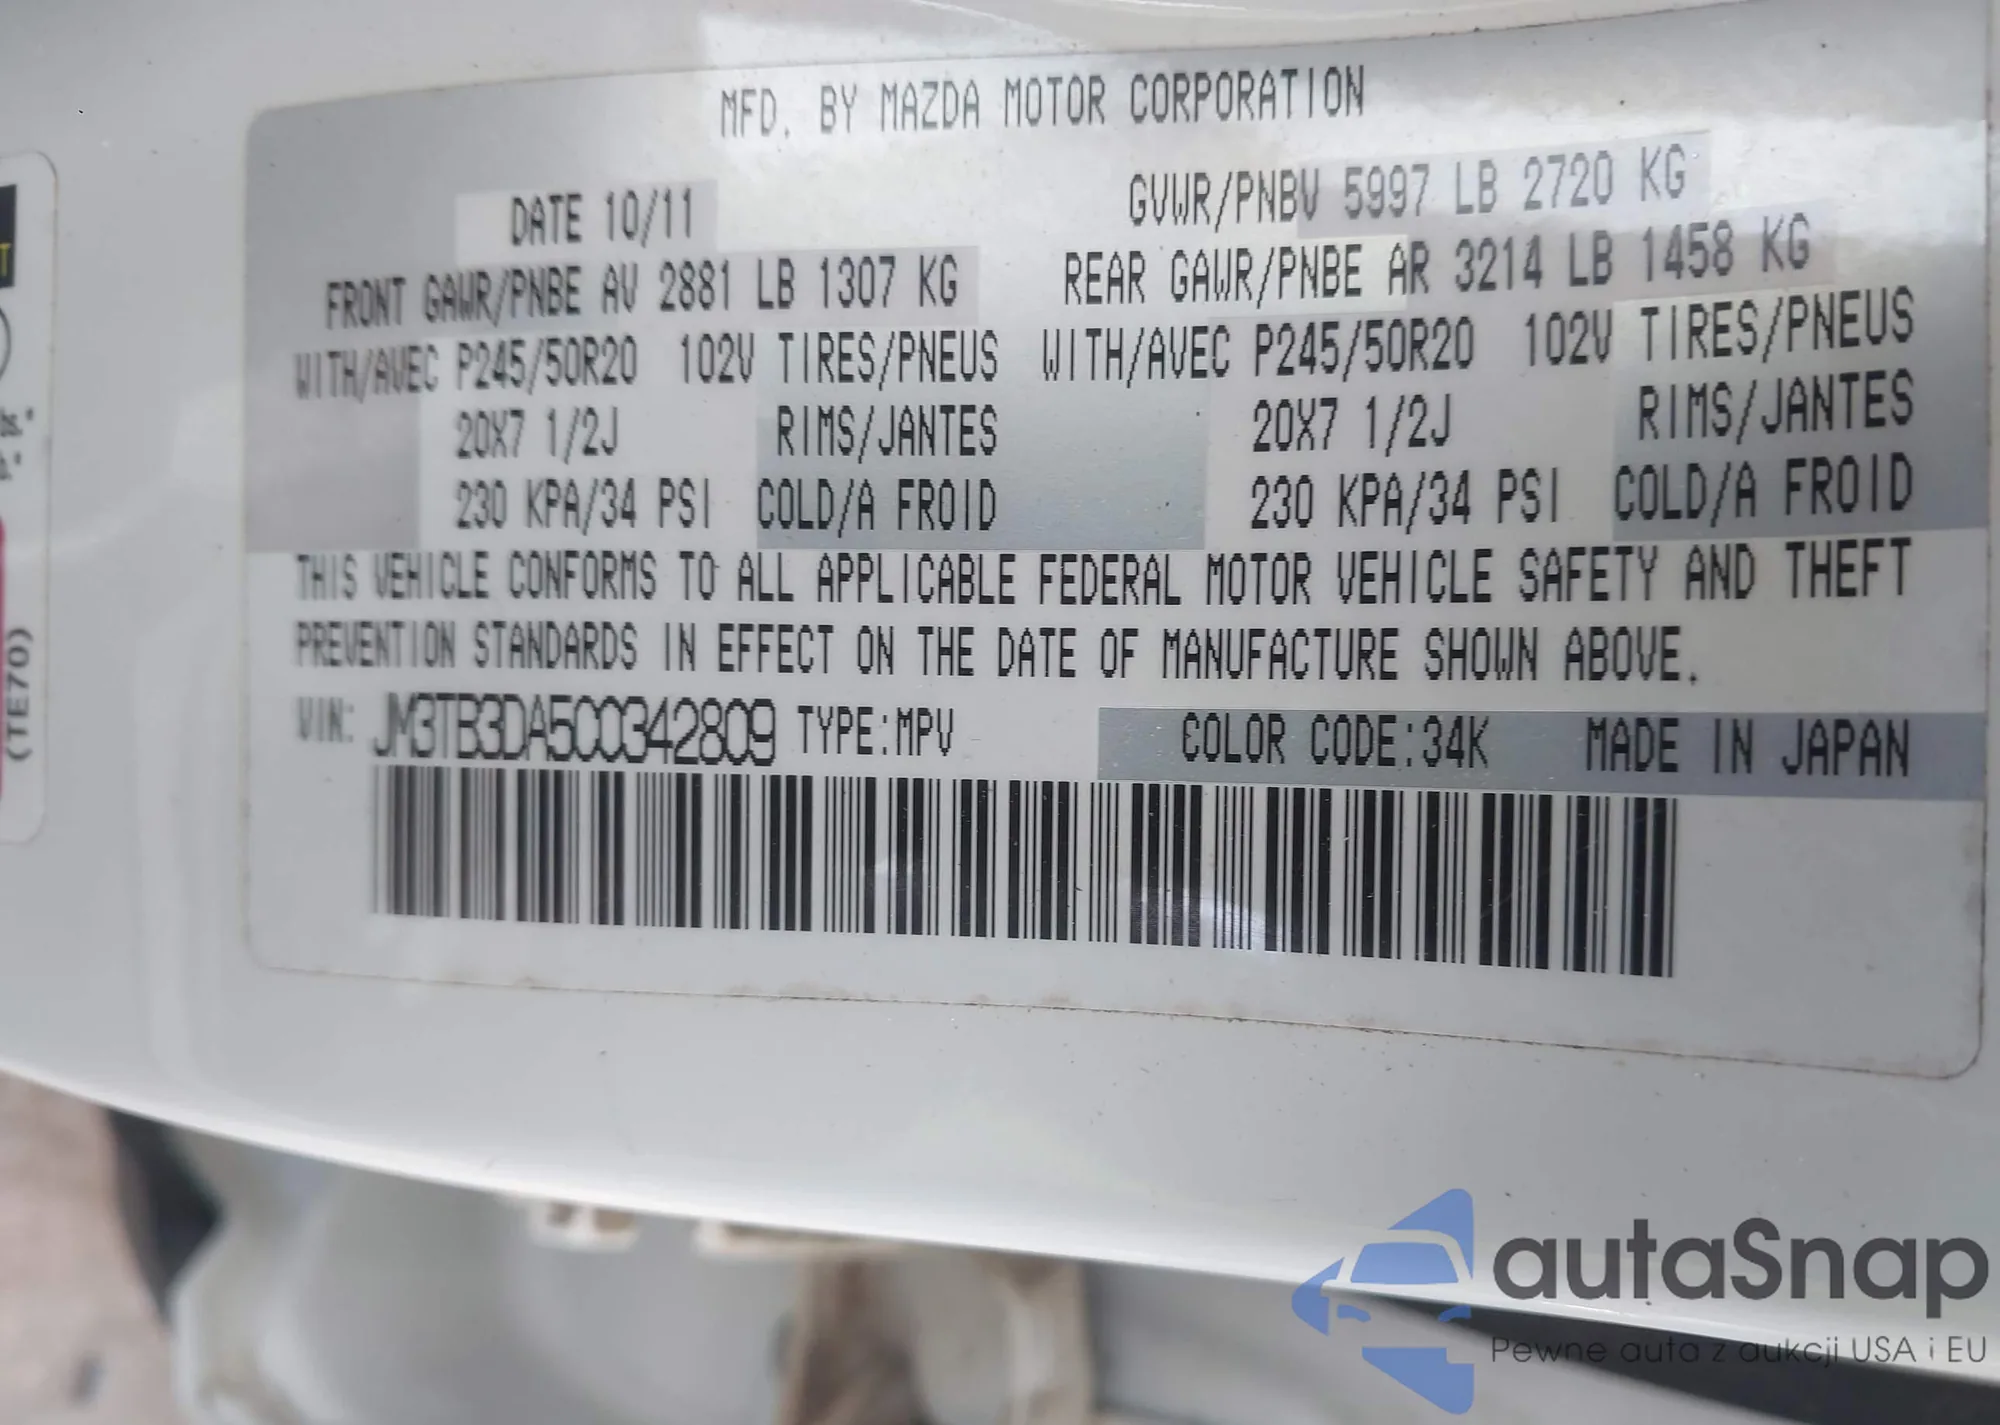 MFD. BY MAZDA MOTOR CORPORATION
DATE 10/11 GVWR/PNBV 5997 LB 2720 KG
FRONT GAWR/PNBE AV 2881 LB 1307 KG REAR GAWR/PNBE AR 3214 LB 1458 KG
WITH/AVEC P245/50R20 102V TIRES/PNEUS WITH/AVEC P245/50R20 102V TIRES/PNEUS
20X7 1/2J RIMS/JANTES 20X7 1/2J RIMS/JANTES
230 KPA/34 PSI COLD/A FROID 230 KPA/34 PSI COLD/A FROID
THIS VEHICLE CONFORMS TO ALL APPLICABLE FEDERAL MOTOR VEHICLE SAFETY AND THEFT
PREVENTION STANDARDS IN EFFECT ON THE DATE OF MANUFACTURE SHOWN ABOVE.
VIN: JM3TB3DA5C0342809 TYPE:MPV COLOR CODE:34K MADE IN JAPAN
(TE70)
autaSnap
Pewne auta z aukcji USA i EU